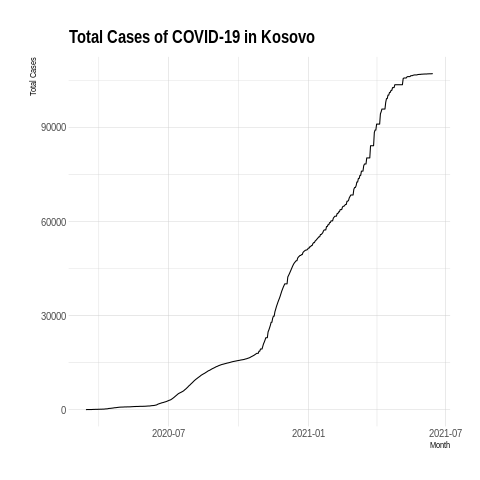 Total Cases of COVID-19 in Kosovo
Total Cases
90000
60000
30000
0
2020-07
2021-01
2021-07
Month